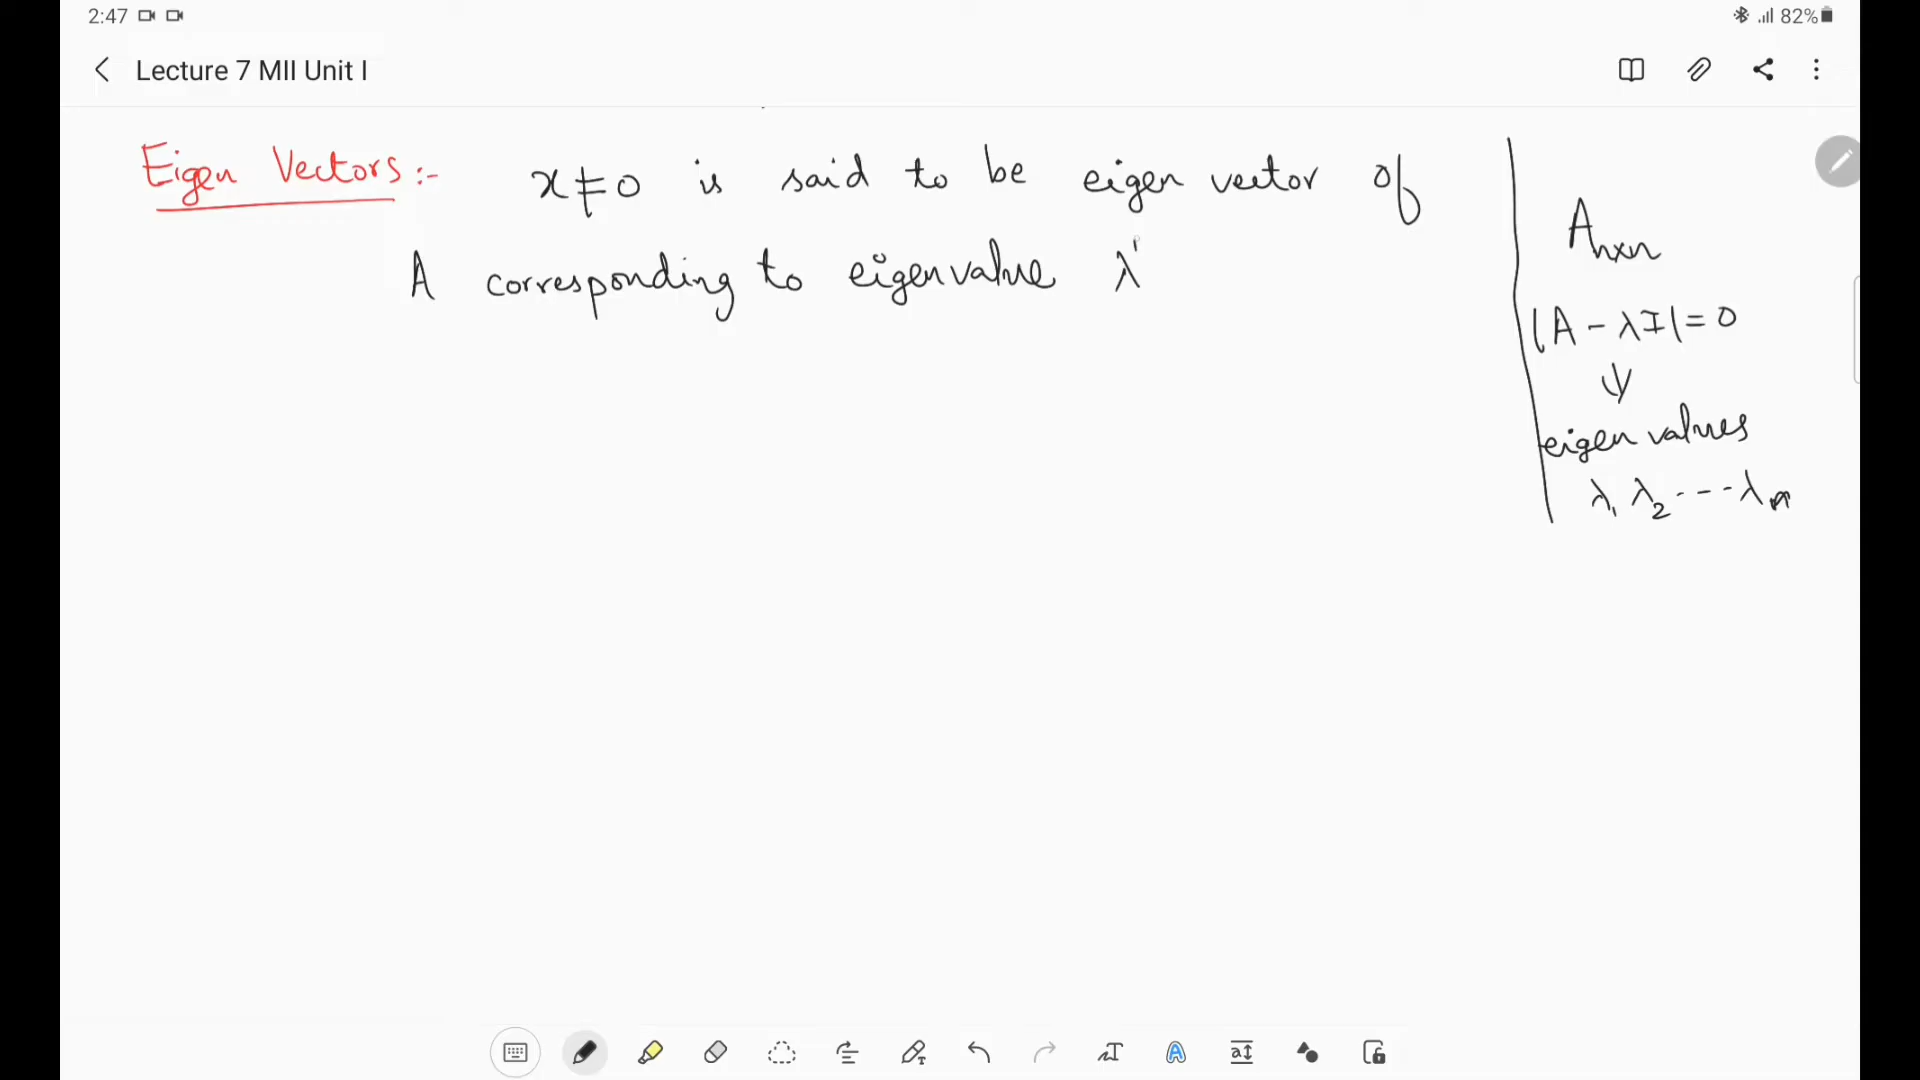 2:47
82%
Lecture 7 MII Unit I
Eigen Vectors :- x≠0 is said to be eigen vector of
A corresponding to eigenvalue λ'
Anxn
|A - λI| = 0
eigen values
λ1 λ2 --- λn